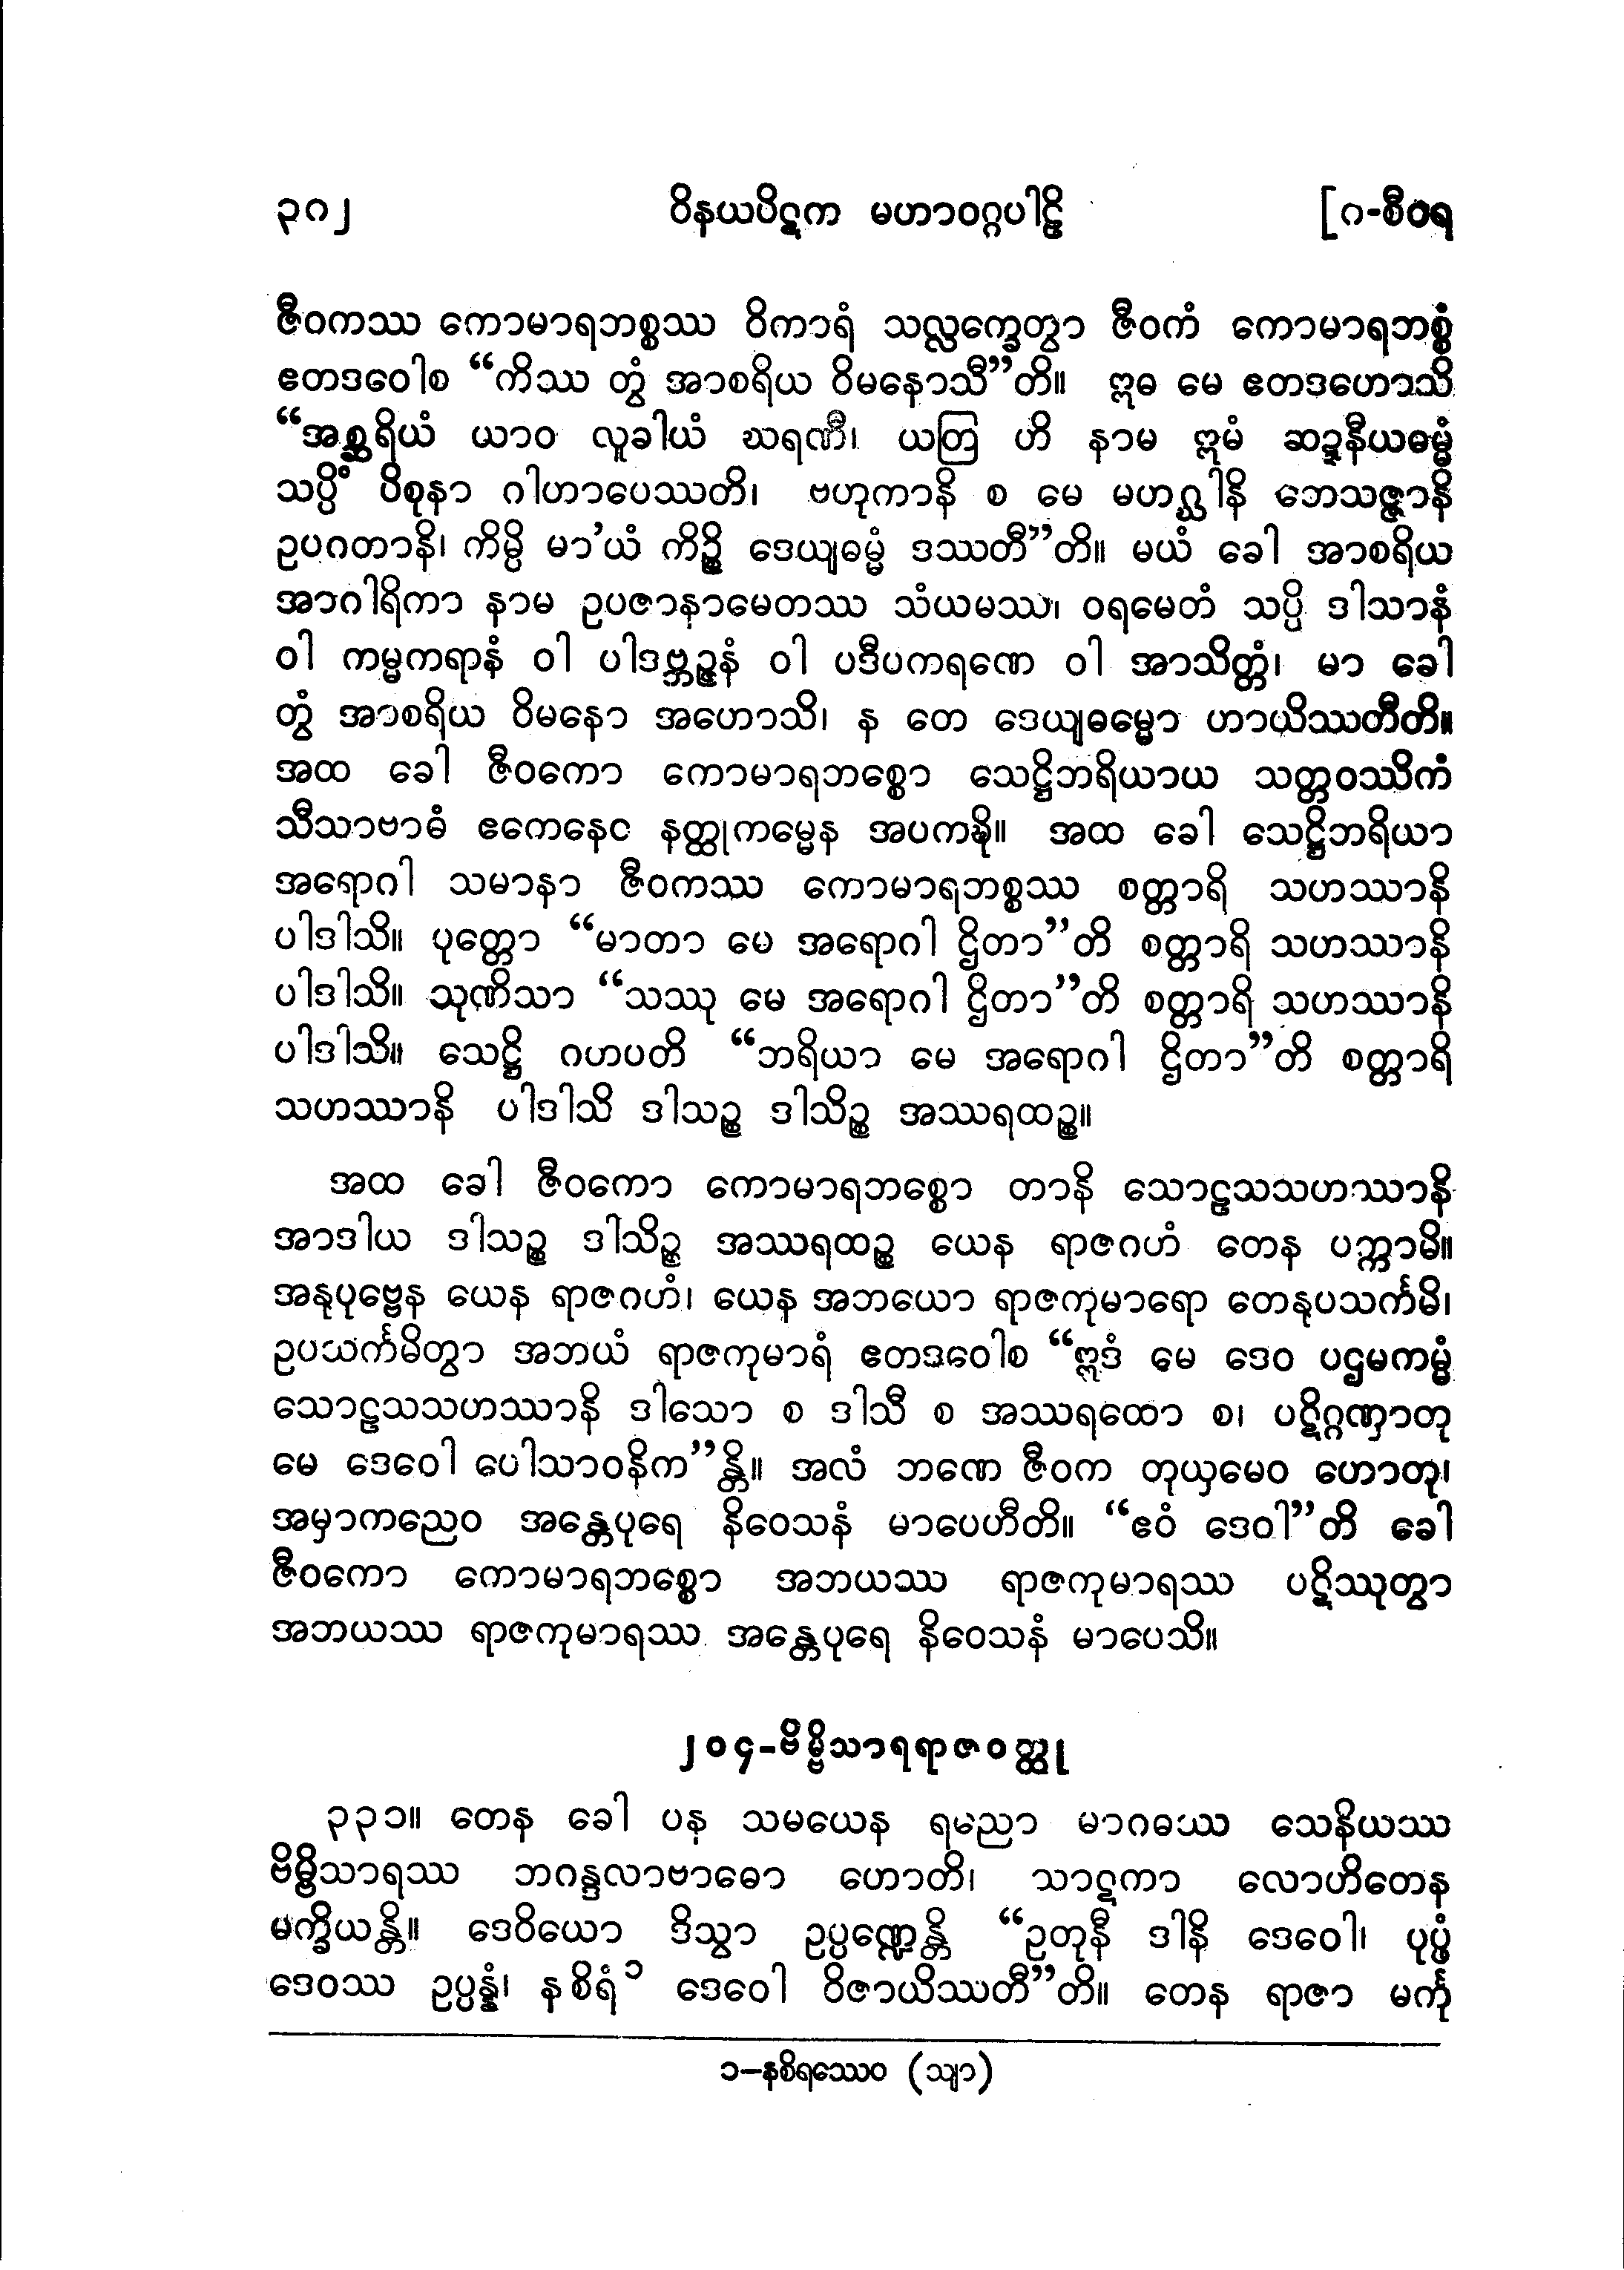 ၃၈၂ ဝိနယပိဋက မဟာဝဂ္ဂပါဠိ [ဂ-စီဝရ
ဇီဝကဿ ကောမာရဘစ္စဿ ဝိကာရံ သလ္လက္ခေတွာ ဇီဝကံ ကောမာရဘစ္စံ
ဧတဒဝေါစ “ကိဿ တွံ အာစရိယ ဝိမနောသီ”တိ။ ဣဓ မေ ဧတဒဟောသိ
“အစ္ဆရိယံ ယာဝ လူခါယံ ဃရဏီ၊ ယတြ ဟိ နာမ ဣမံ ဆဍ္ဍနီယဓမ္မံ
သပ္ပိံ ပိစုနာ ဂါဟာပေဿတိ၊ ဗဟုကာနိ စ မေ မဟဂ္ဃါနိ ဘေသဇ္ဇာနိ
ဥပဂတာနိ၊ ကိမ္ပိ မာ’ယံ ကိဉ္စိ ဒေယျဓမ္မံ ဒဿတီ”တိ။ မယံ ခေါ အာစရိယ
အာဂါရိကာ နာမ ဥပဇာနာမေတဿ သံယမဿ၊ ဝရမေတံ သပ္ပိ ဒါသာနံ
ဝါ ကမ္မကရာနံ ဝါ ပါဒဗ္ဘဉ္ဇနံ ဝါ ပဒီပကရဏေ ဝါ အာသိတ္တံ၊ မာ ခေါ
တွံ အာစရိယ ဝိမနော အဟောသိ၊ န တေ ဒေယျဓမ္မော ဟာယိဿတီတိ။
အထ ခေါ ဇီဝကော ကောမာရဘစ္စော သေဋ္ဌိဘရိယာယ သတ္တဝဿိကံ
သီသာဗာဓံ ဧကေနေဝ နတ္ထုကမ္မေန အပကဍ္ဎိ။ အထ ခေါ သေဋ္ဌိဘရိယာ
အရောဂါ သမာနာ ဇီဝကဿ ကောမာရဘစ္စဿ စတ္တာရိ သဟဿာနိ
ပါဒါသိ။ ပုတ္တော “မာတာ မေ အရောဂါ ဌိတာ”တိ စတ္တာရိ သဟဿာနိ
ပါဒါသိ။ သုဏိသာ “သဿု မေ အရောဂါ ဌိတာ”တိ စတ္တာရိ သဟဿာနိ
ပါဒါသိ။ သေဋ္ဌိ ဂဟပတိ “ဘရိယာ မေ အရောဂါ ဌိတာ”တိ စတ္တာရိ
သဟဿာနိ ပါဒါသိ ဒါသဉ္စ ဒါသိဉ္စ အဿရထဉ္စ။
အထ ခေါ ဇီဝကော ကောမာရဘစ္စော တာနိ သောဠသသဟဿာနိ
အာဒါယ ဒါသဉ္စ ဒါသိဉ္စ အဿရထဉ္စ ယေန ရာဇဂဟံ တေန ပက္ကာမိ။
အနုပုဗ္ဗေန ယေန ရာဇဂဟံ၊ ယေန အဘယော ရာဇကုမာရော တေနုပသင်္ကမိ၊
ဥပသင်္ကမိတွာ အဘယံ ရာဇကုမာရံ ဧတဒဝေါစ “ဣဒံ မေ ဒေဝ ပဌမကမ္မံ
သောဠသသဟဿာနိ ဒါသော စ ဒါသီ စ အဿရထော စ၊ ပဋိဂ္ဂဏှာတု
မေ ဒေဝေါ ပေါသာဝနိက”န္တိ။ အလံ ဘဏေ ဇီဝက တုယှမေဝ ဟောတု၊
အမှာကညေဝ အန္တေပုရေ နိဝေသနံ မာပေဟီတိ။ “ဧဝံ ဒေဝါ”တိ ခေါ
ဇီဝကော ကောမာရဘစ္စော အဘယဿ ရာဇကုမာရဿ ပဋိဿုတွာ
အဘယဿ ရာဇကုမာရဿ အန္တေပုရေ နိဝေသနံ မာပေသိ။
၂၀၄-ဗိမ္ဗိသာရရာဇဝတ္ထု
၃၃၁။ တေန ခေါ ပန သမယေန ရညော မာဂဓဿ သေနိယဿ
ဗိမ္ဗိသာရဿ ဘဂန္ဒလာဗာဓော ဟောတိ၊ သာဋကာ လောဟိတေန
မက္ခိယန္တိ။ ဒေဝိယော ဒိသွာ ဥပ္ပဏ္ဍေန္တိ “ဥတုနီ ဒါနိ ဒေဝေါ၊ ပုပ္ဖံ
ဒေဝဿ ဥပ္ပန္နံ၊ န စိရံ ၁ ဒေဝေါ ဝိဇာယိဿတီ”တိ။ တေန ရာဇာ မင်္ကု
၁–နစိရဿေဝ (သျာ)